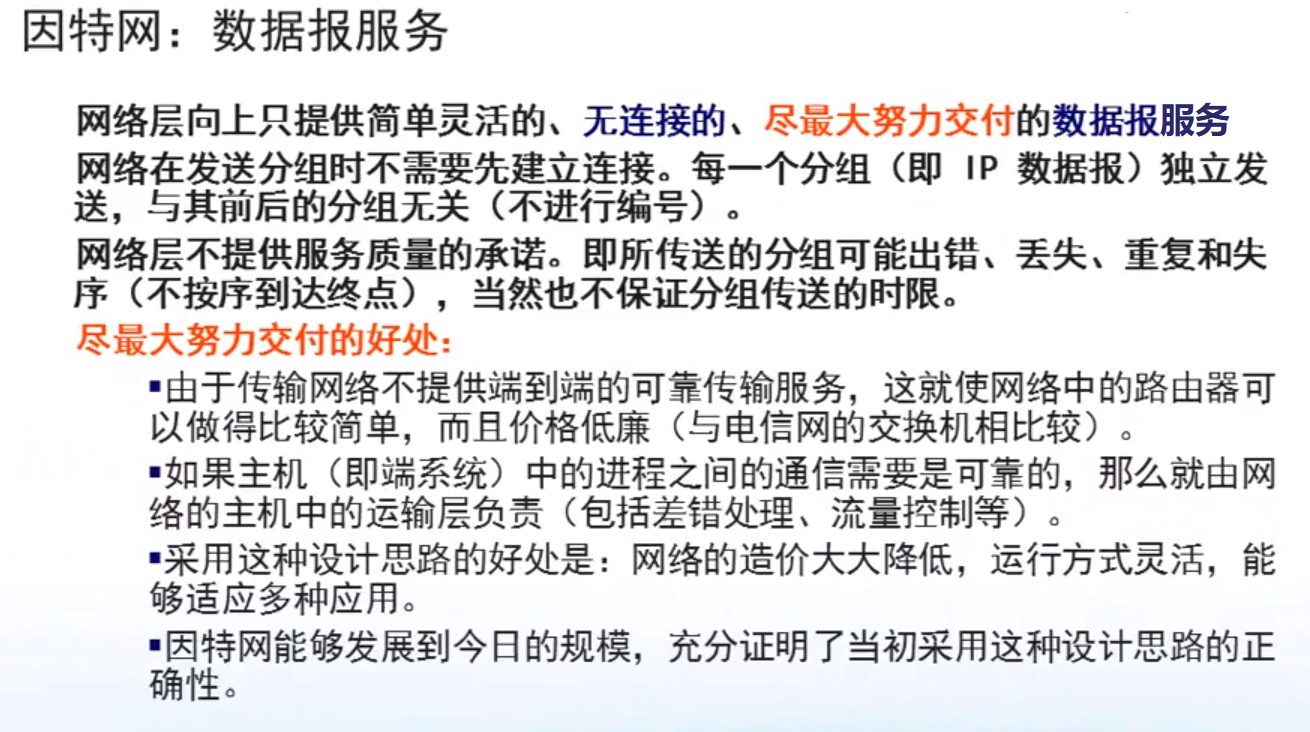 因特网：数据报服务
网络层向上只提供简单灵活的、无连接的、尽最大努力交付的数据报服务
网络在发送分组时不需要先建立连接。每一个分组（即 IP 数据报）独立发
送，与其前后的分组无关（不进行编号）。
网络层不提供服务质量的承诺。即所传送的分组可能出错、丢失、重复和失
序（不按序到达终点），当然也不保证分组传送的时限。
尽最大努力交付的好处：
▪由于传输网络不提供端到端的可靠传输服务，这就使网络中的路由器可
以做得比较简单，而且价格低廉（与电信网的交换机相比较）。
▪如果主机（即端系统）中的进程之间的通信需要是可靠的，那么就由网
络的主机中的运输层负责（包括差错处理、流量控制等）。
▪采用这种设计思路的好处是：网络的造价大大降低，运行方式灵活，能
够适应多种应用。
▪因特网能够发展到今日的规模，充分证明了当初采用这种设计思路的正
确性。